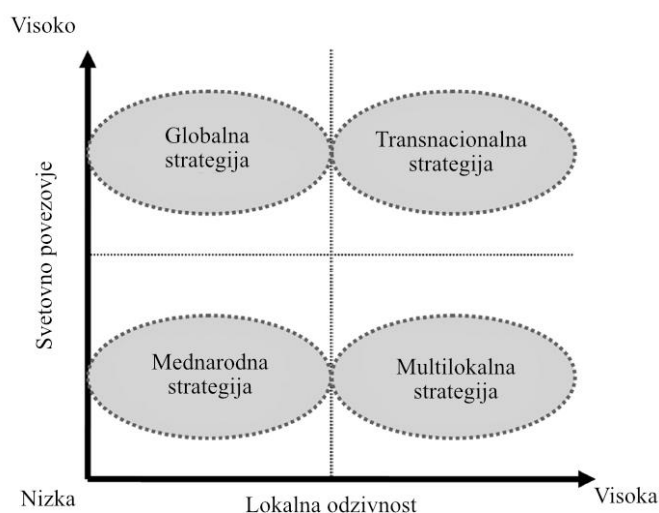 Visoko
Globalna
strategija
Transnacionalna
strategija
Svetovno povezovje
Mednarodna
strategija
Multilokalna
strategija
Nizka
Lokalna odzivnost
Visoka